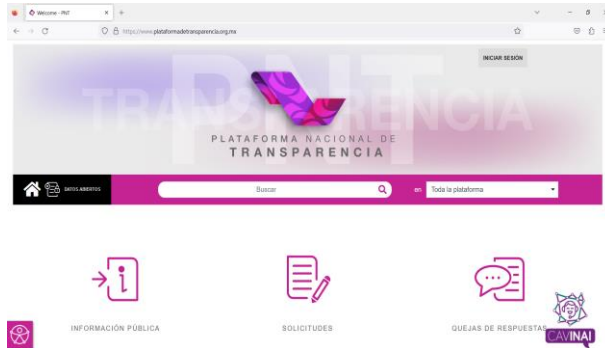 Welcome - PNT
https://www.plataformadetransparencia.org.mx
INICIAR SESIÓN
PNT
TRANSPARENCIA
PLATAFORMA NACIONAL DE
TRANSPARENCIA
DATOS ABIERTOS
Buscar
en
Toda la plataforma
INFORMACIÓN PÚBLICA
SOLICITUDES
QUEJAS DE RESPUESTAS
CAVINAI